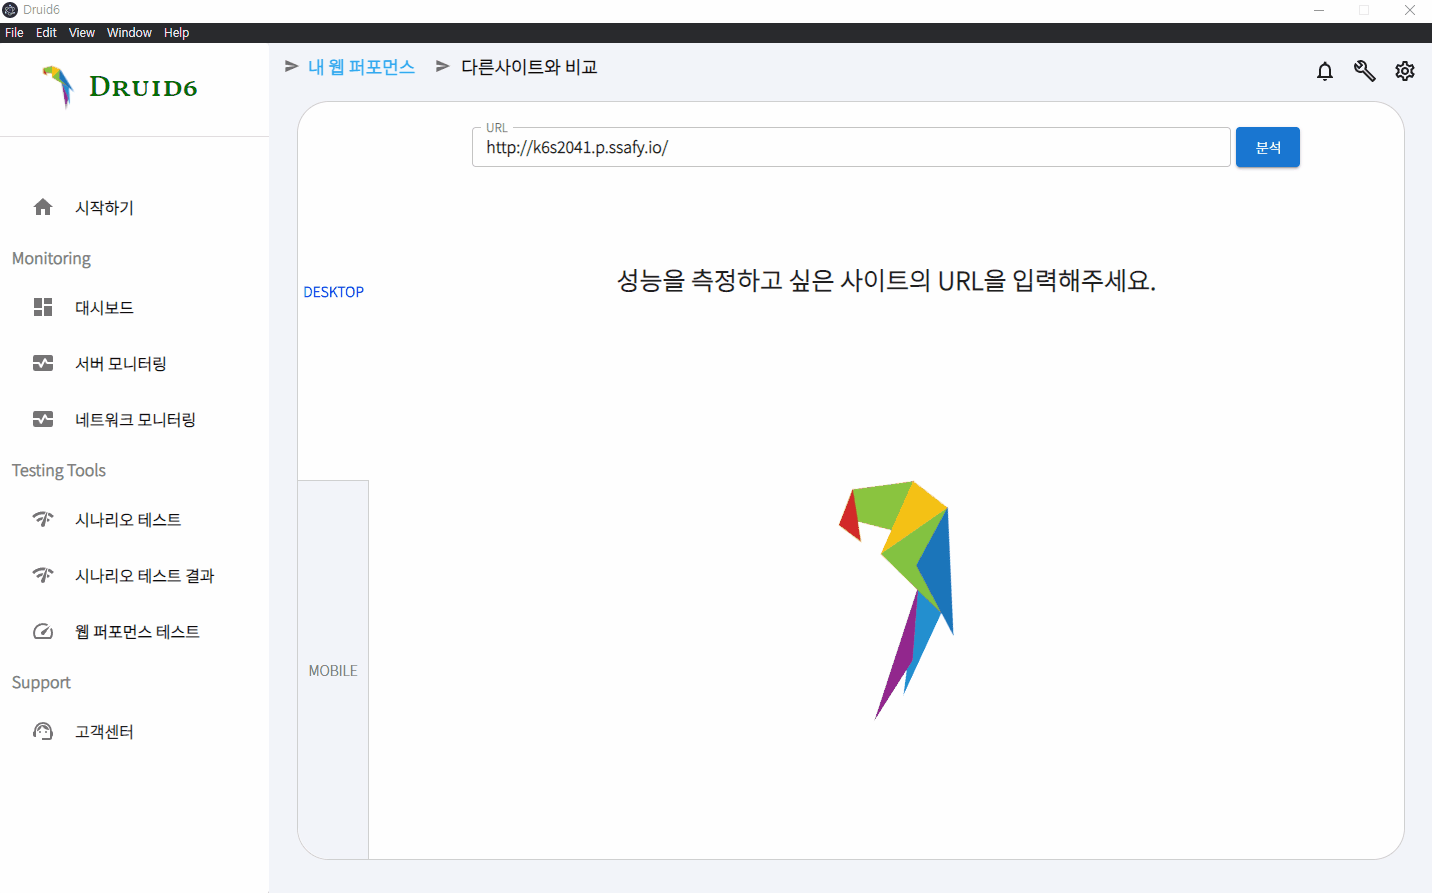 Druid6
File Edit View Window Help
DRUID6
내 웹 퍼포먼스 다른사이트와 비교
URL
http://k6s2041.p.ssafy.io/
분석
시작하기
Monitoring
대시보드
서버 모니터링
네트워크 모니터링
Testing Tools
시나리오 테스트
시나리오 테스트 결과
웹 퍼포먼스 테스트
Support
고객센터
DESKTOP
MOBILE
성능을 측정하고 싶은 사이트의 URL을 입력해주세요.